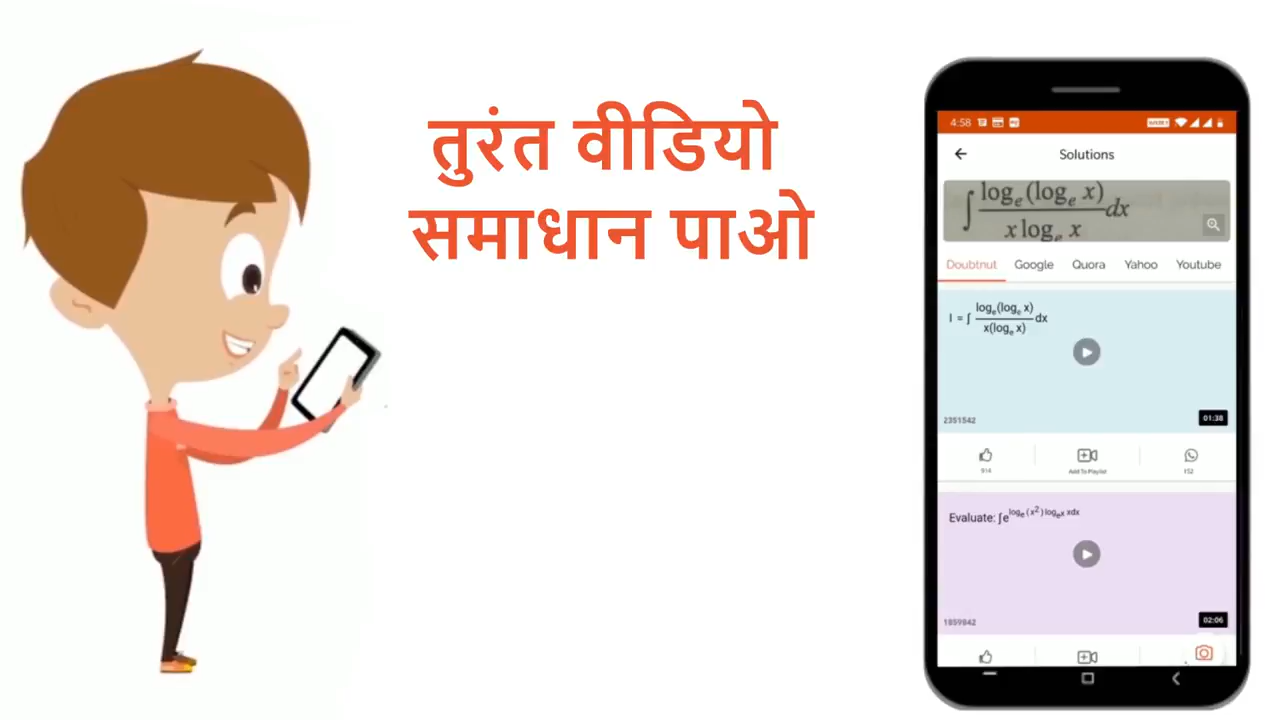 तुरंत वीडियो
समाधान पाओ
4:58
Solutions
∫ logₑ(logₑ x) / x logₑ x dx
Doubtnut Google Quora Yahoo Youtube
I = ∫ logₑ(logₑ x) / x(logₑ x) dx
2351542 01:38
914 Add To Playlist 152
Evaluate: ∫e^logₑ(x²) logₑx xdx
1859842 02:06